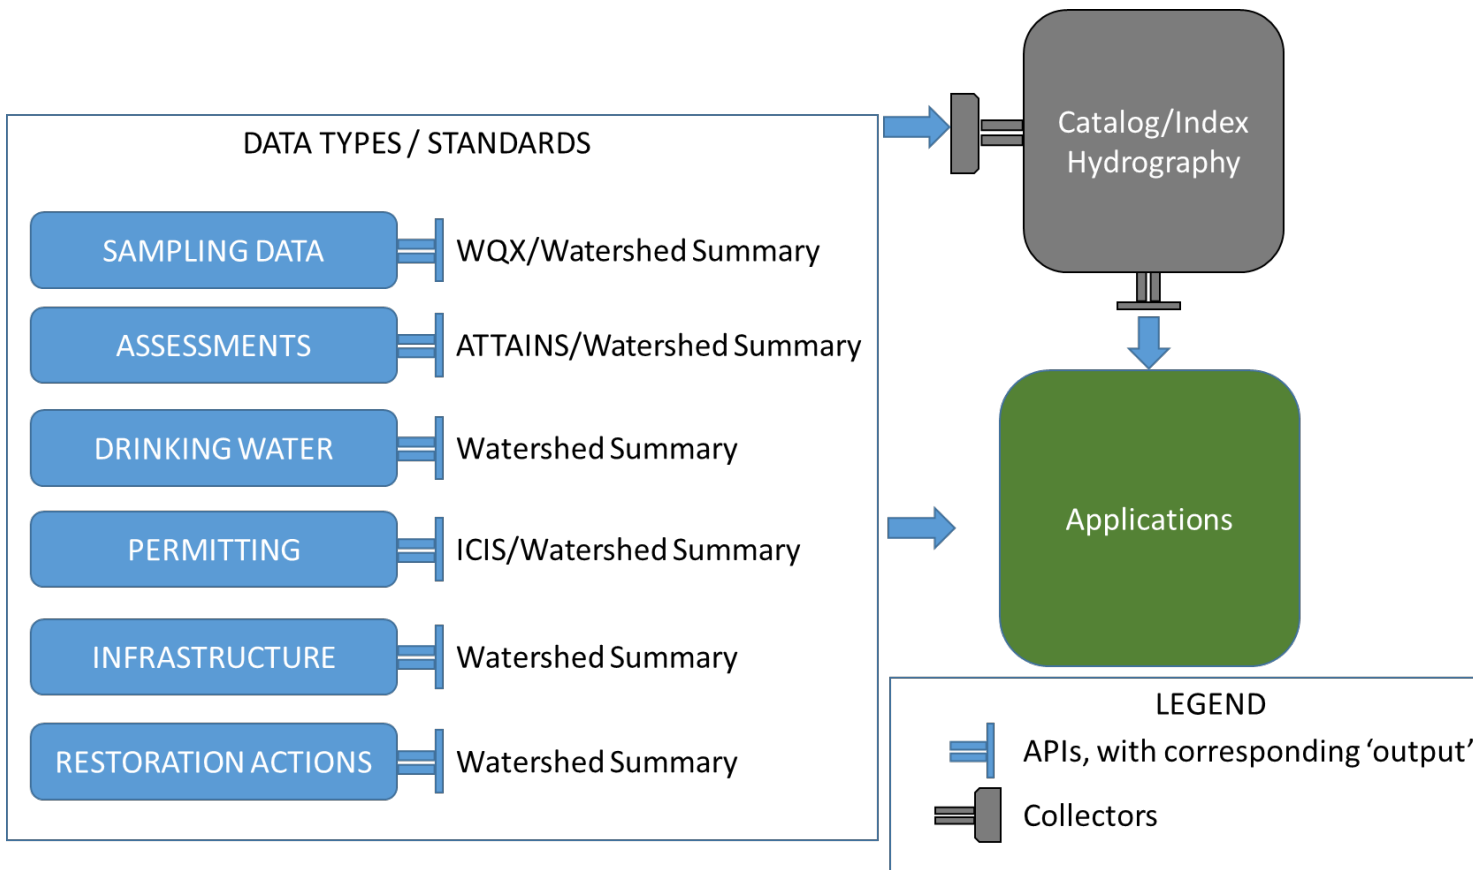 DATA TYPES / STANDARDS
SAMPLING DATA
WQX/Watershed Summary
ASSESSMENTS
ATTAINS/Watershed Summary
DRINKING WATER
Watershed Summary
PERMITTING
ICIS/Watershed Summary
INFRASTRUCTURE
Watershed Summary
RESTORATION ACTIONS
Watershed Summary
Catalog/Index
Hydrography
Applications
LEGEND
APIs, with corresponding ‘output’
Collectors